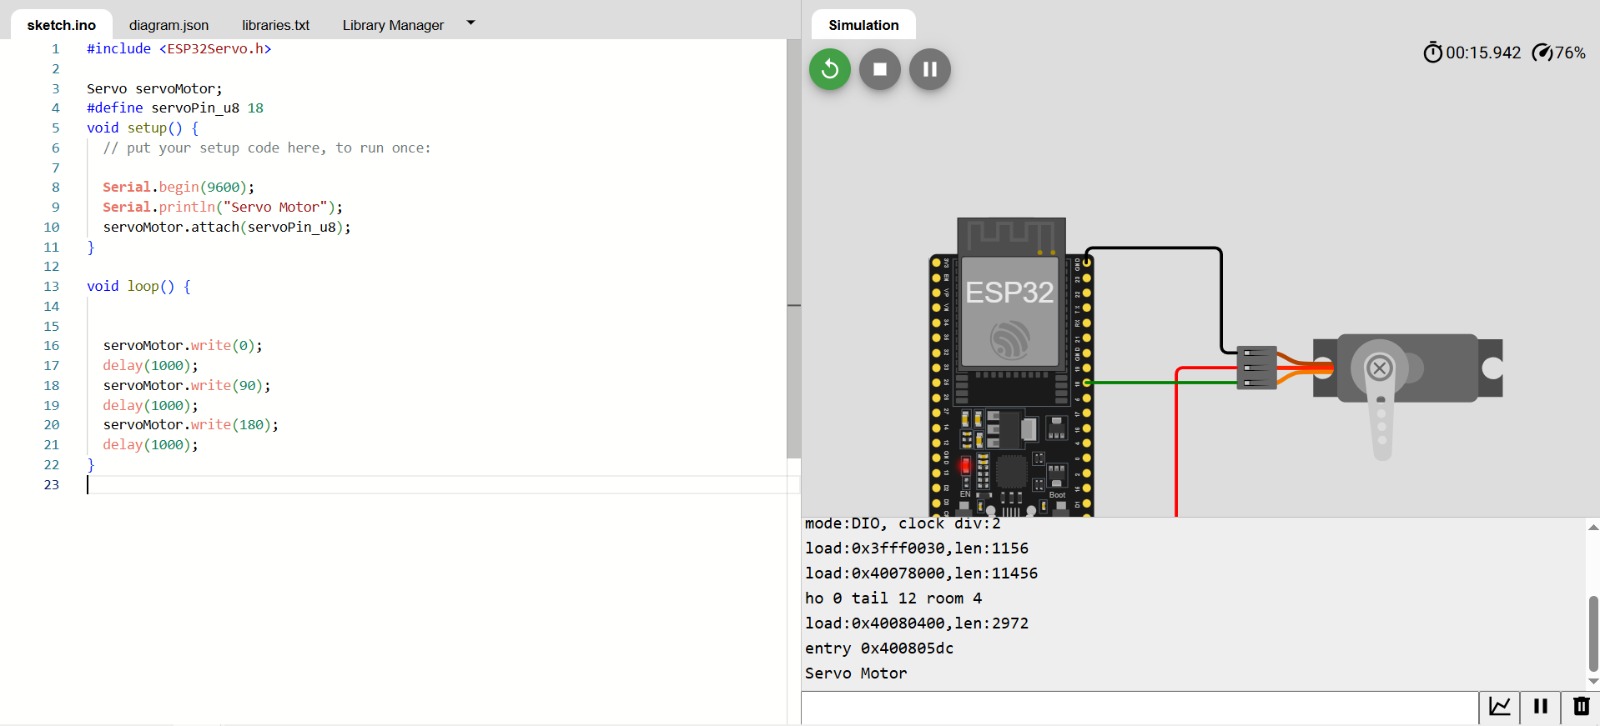 sketch.ino diagram.json libraries.txt Library Manager
1 #include <ESP32Servo.h>
2
3 Servo servoMotor;
4 #define servoPin_u8 18
5 void setup() {
6 // put your setup code here, to run once:
7
8 Serial.begin(9600);
9 Serial.println("Servo Motor");
10 servoMotor.attach(servoPin_u8);
11 }
12
13 void loop() {
14
15
16 servoMotor.write(0);
17 delay(1000);
18 servoMotor.write(90);
19 delay(1000);
20 servoMotor.write(180);
21 delay(1000);
22 }
23
Simulation
00:15.942 76%
ESP32
EN
Boot
mode:DIO, clock div:2
load:0x3fff0030,len:1156
load:0x40078000,len:11456
ho 0 tail 12 room 4
load:0x40080400,len:2972
entry 0x400805dc
Servo Motor